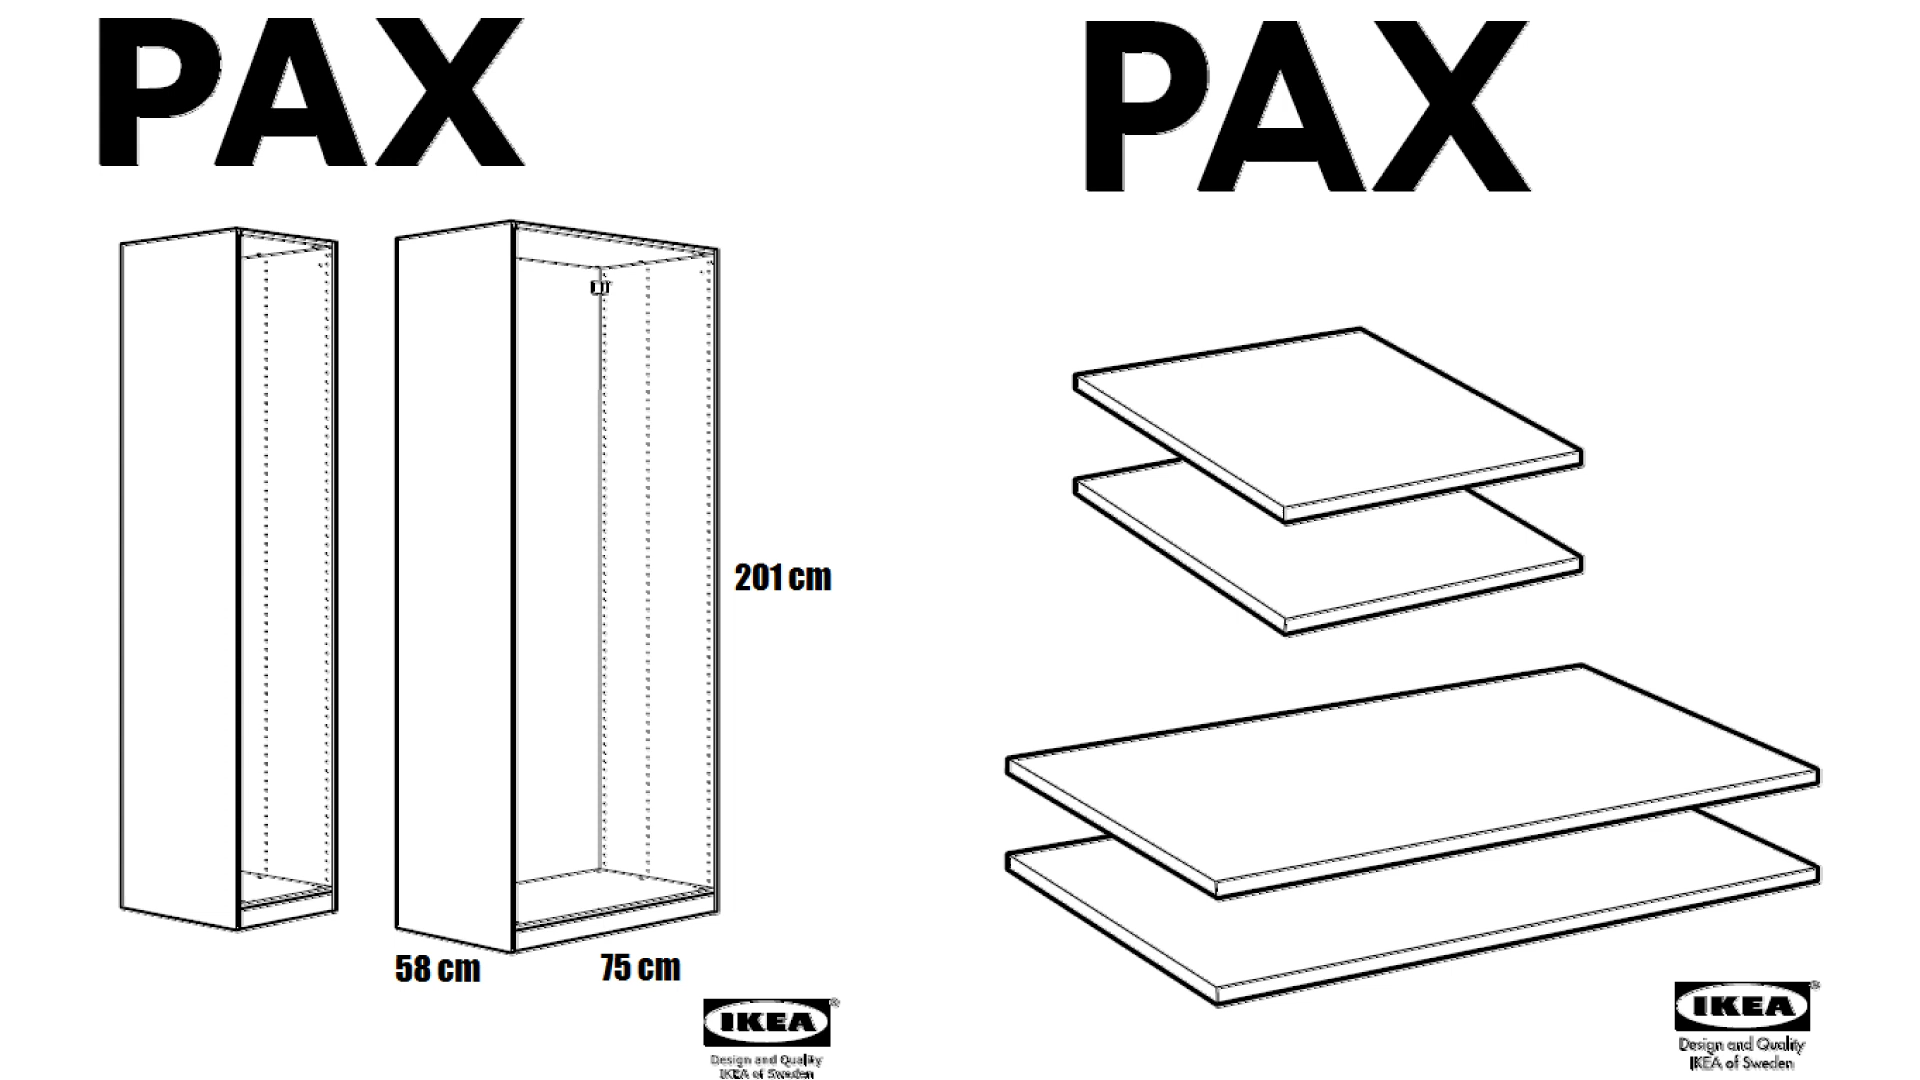 PAX
201 cm
58 cm
75 cm
IKEA®
Design and Quality
IKEA of Sweden
PAX
IKEA®
Design and Quality
IKEA of Sweden